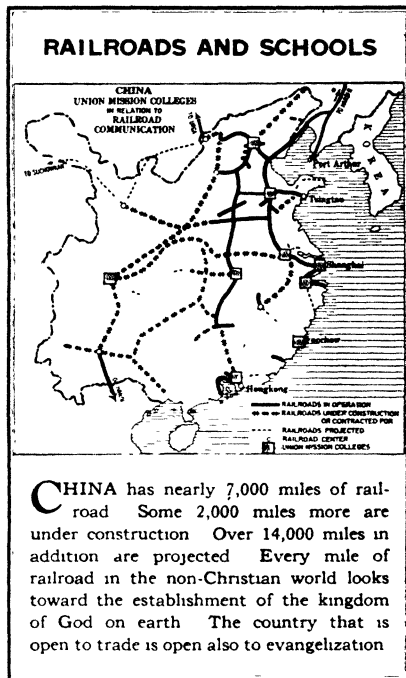 RAILROADS AND SCHOOLS
CHINA
UNION MISSION COLLEGES
IN RELATION TO
RAILROAD
COMMUNICATION
KOREA
Port Arthur
Tsingtao
Shanghai
Hongkong
RAILROADS IN OPERATION
RAILROADS UNDER CONSTRUCTION
OR CONTRACTED FOR
RAILROADS PROJECTED
RAILROAD CENTER
UNION MISSION COLLEGES
CHINA has nearly 7,000 miles of rail-
road Some 2,000 miles more are
under construction Over 14,000 miles in
addition are projected Every mile of
railroad in the non-Christian world looks
toward the establishment of the kingdom
of God on earth The country that is
open to trade is open also to evangelization